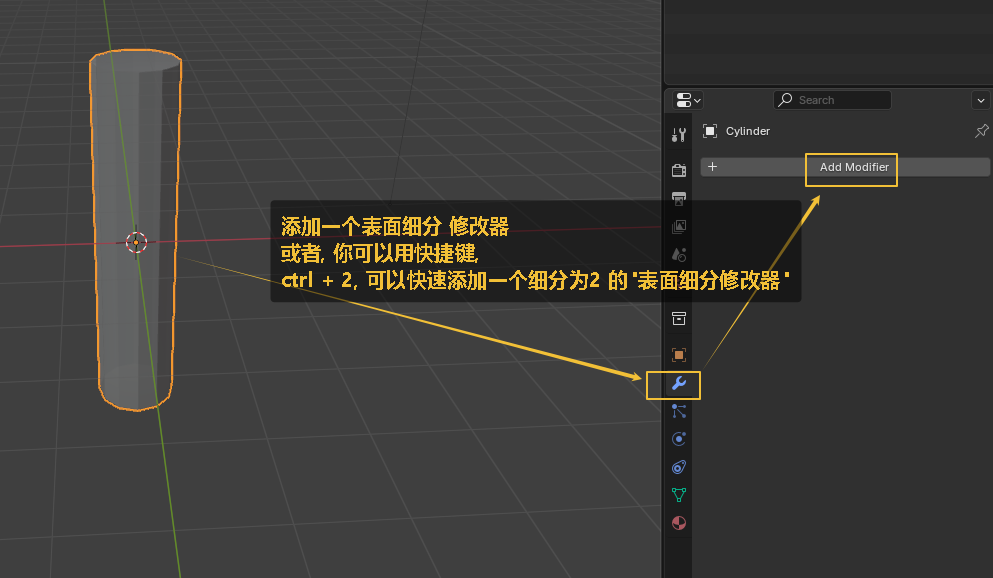 Search
Cylinder
Add Modifier
添加一个表面细分 修改器
或者, 你可以用快捷键,
ctrl + 2, 可以快速添加一个细分为2 的"表面细分修改器"